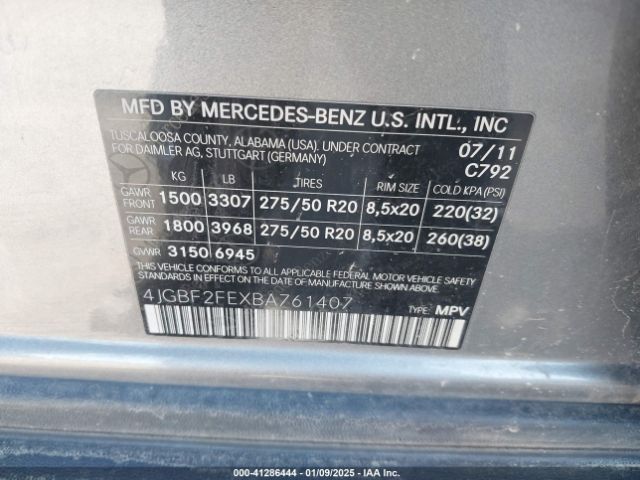 MFD BY MERCEDES-BENZ U.S. INTL., INC
TUSCALOOSA COUNTY, ALABAMA (USA). UNDER CONTRACT 07/11
FOR DAIMLER AG, STUTTGART (GERMANY) C792
KG LB TIRES RIM SIZE COLD KPA (PSI)
GAWR FRONT 1500 3307 275/50 R20 8,5x20 220(32)
GAWR REAR 1800 3968 275/50 R20 8,5x20 260(38)
GVWR 3150 6945
THIS VEHICLE CONFORMS TO ALL APPLICABLE FEDERAL MOTOR VEHICLE
SAFETY STANDARDS IN EFFECT ON THE DATE OF MANUFACTURE SHOWN ABOVE.
4JGBF2FEXBA761407 TYPE: MPV
000-41286444 - 01/09/2025 - IAA Inc.